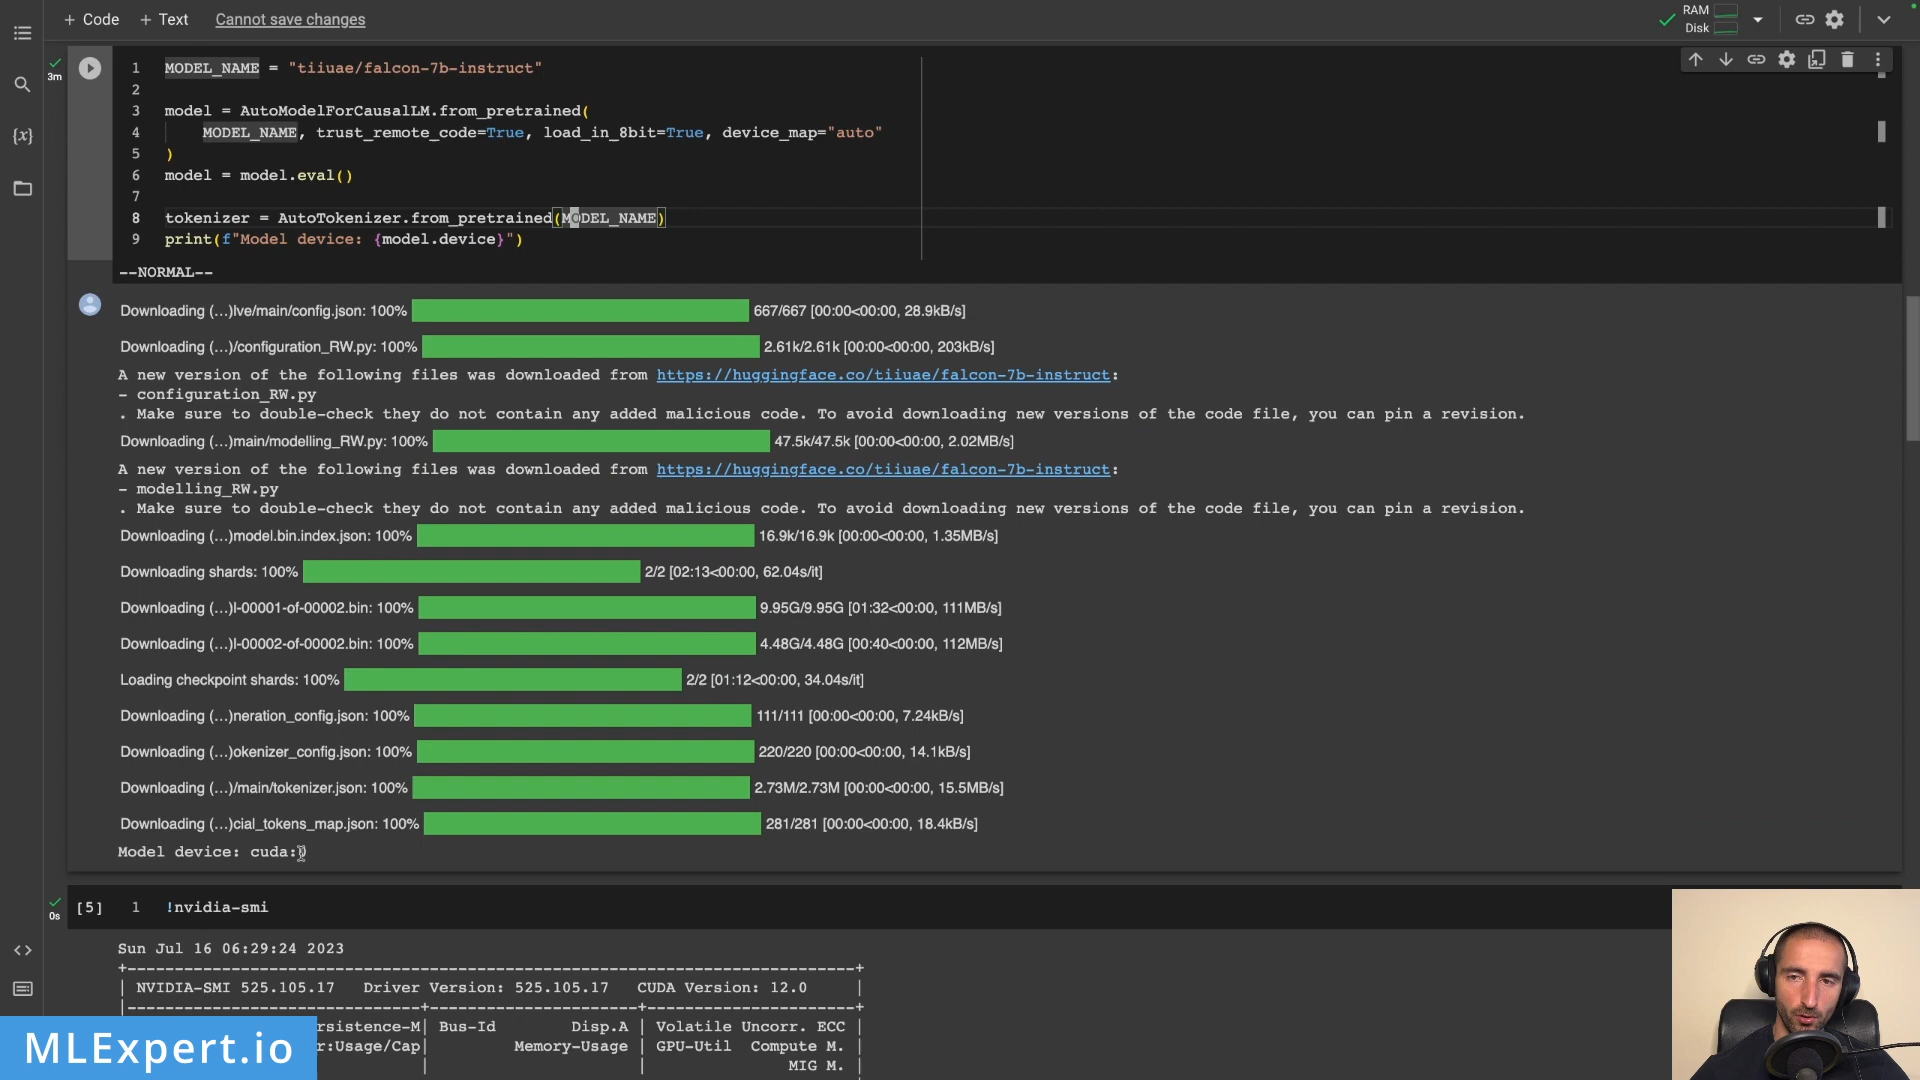 + Code + Text Cannot save changes
RAM
Disk
3m
1 MODEL_NAME = "tiiuae/falcon-7b-instruct"
2
3 model = AutoModelForCausalLM.from_pretrained(
4 MODEL_NAME, trust_remote_code=True, load_in_8bit=True, device_map="auto"
5 )
6 model = model.eval()
7
8 tokenizer = AutoTokenizer.from_pretrained(MODEL_NAME)
9 print(f"Model device: {model.device}")
--NORMAL--
Downloading (…)lve/main/config.json: 100% 667/667 [00:00<00:00, 28.9kB/s]
Downloading (…)/configuration_RW.py: 100% 2.61k/2.61k [00:00<00:00, 203kB/s]
A new version of the following files was downloaded from https://huggingface.co/tiiuae/falcon-7b-instruct:
- configuration_RW.py
. Make sure to double-check they do not contain any added malicious code. To avoid downloading new versions of the code file, you can pin a revision.
Downloading (…)main/modelling_RW.py: 100% 47.5k/47.5k [00:00<00:00, 2.02MB/s]
A new version of the following files was downloaded from https://huggingface.co/tiiuae/falcon-7b-instruct:
- modelling_RW.py
. Make sure to double-check they do not contain any added malicious code. To avoid downloading new versions of the code file, you can pin a revision.
Downloading (…)model.bin.index.json: 100% 16.9k/16.9k [00:00<00:00, 1.35MB/s]
Downloading shards: 100% 2/2 [02:13<00:00, 62.04s/it]
Downloading (…)l-00001-of-00002.bin: 100% 9.95G/9.95G [01:32<00:00, 111MB/s]
Downloading (…)l-00002-of-00002.bin: 100% 4.48G/4.48G [00:40<00:00, 112MB/s]
Loading checkpoint shards: 100% 2/2 [01:12<00:00, 34.04s/it]
Downloading (…)neration_config.json: 100% 111/111 [00:00<00:00, 7.24kB/s]
Downloading (…)okenizer_config.json: 100% 220/220 [00:00<00:00, 14.1kB/s]
Downloading (…)/main/tokenizer.json: 100% 2.73M/2.73M [00:00<00:00, 15.5MB/s]
Downloading (…)cial_tokens_map.json: 100% 281/281 [00:00<00:00, 18.4kB/s]
Model device: cuda:0
0s
[5] 1 !nvidia-smi
Sun Jul 16 06:29:24 2023
+-----------------------------------------------------------------------------+
| NVIDIA-SMI 525.105.17 Driver Version: 525.105.17 CUDA Version: 12.0 |
|-------------------------------+----------------------+----------------------+
rsistence-M| Bus-Id Disp.A | Volatile Uncorr. ECC |
r:Usage/Cap| Memory-Usage | GPU-Util Compute M. |
| | MIG M. |
MLExpert.io